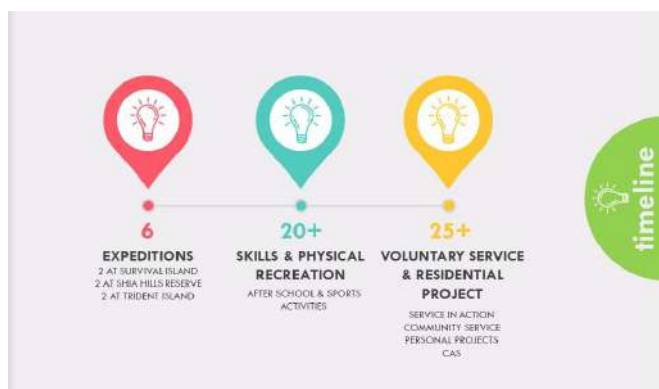 6
EXPEDITIONS
2 AT SURVIVAL ISLAND
2 AT SHIA HILLS RESERVE
2 AT TRIDENT ISLAND
20+
SKILLS & PHYSICAL
RECREATION
AFTER SCHOOL & SPORTS
ACTIVITIES
25+
VOLUNTARY SERVICE
& RESIDENTIAL
PROJECT
SERVICE IN ACTION
COMMUNITY SERVICE
PERSONAL PROJECTS
CAS
timeline